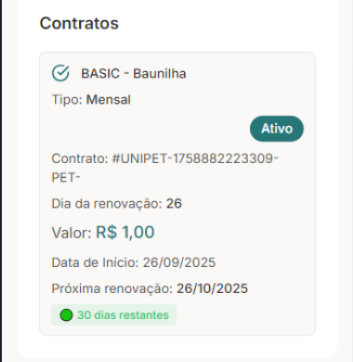 Contratos
BASIC - Baunilha
Tipo: Mensal
Ativo
Contrato: #UNIPET-1758882223309-
PET-
Dia da renovação: 26
Valor: R$ 1,00
Data de Início: 26/09/2025
Próxima renovação: 26/10/2025
30 dias restantes